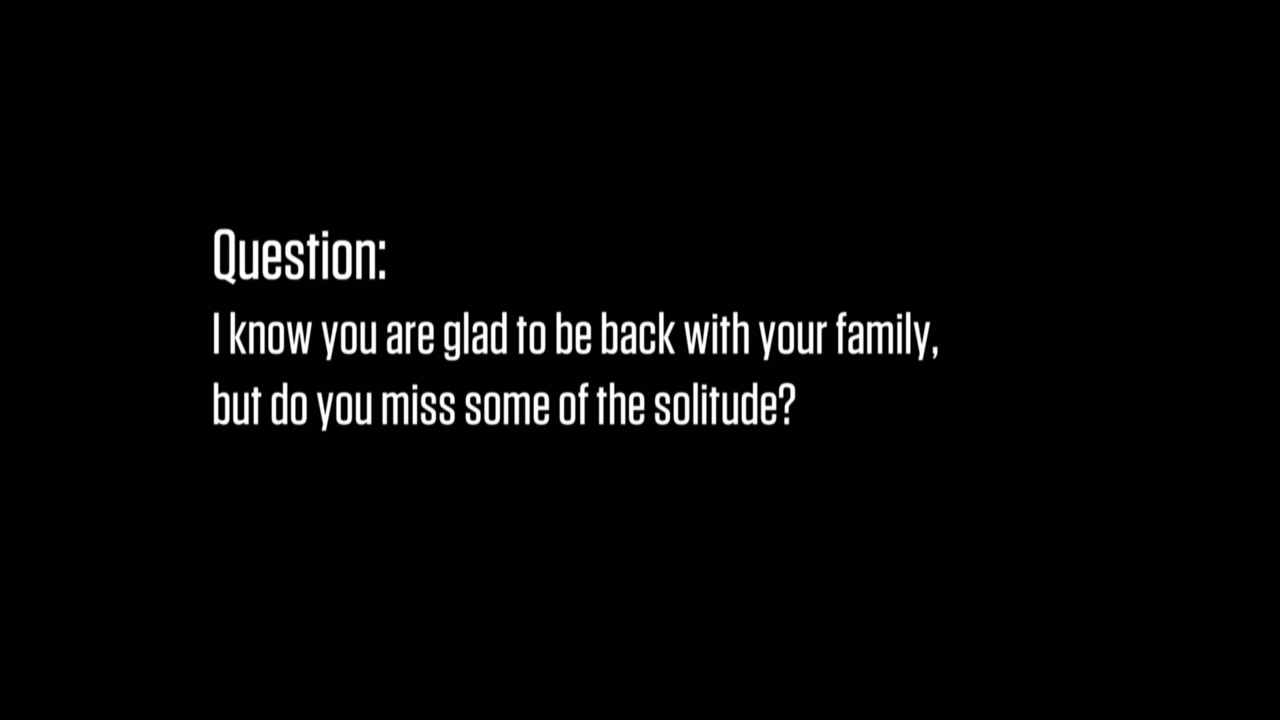 Question:
I know you are glad to be back with your family,
but do you miss some of the solitude?